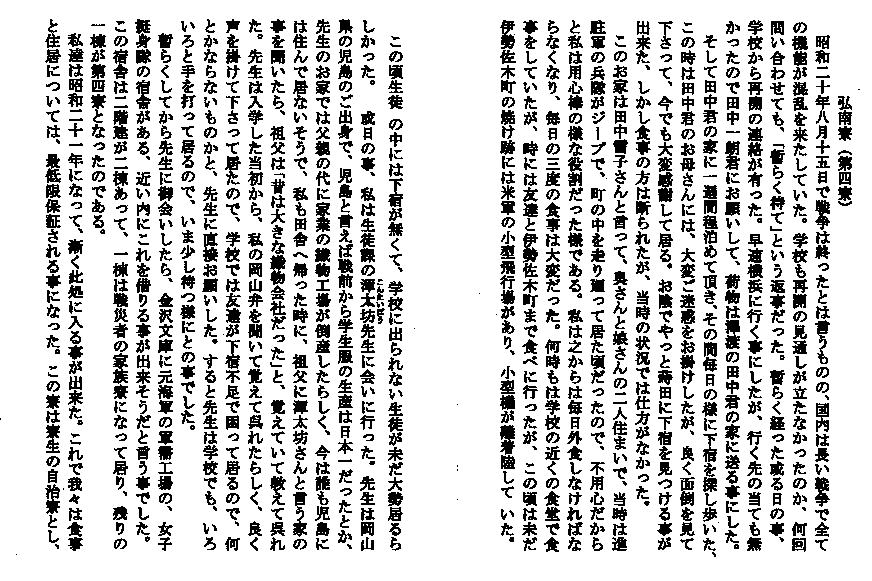 弘南寮（第四寮）
昭和二十年八月十五日で戦争は終ったとは言うものの、国内は長い戦争で全て
の機能が混乱を来たしていた。学校も再開の見通しが立たなかったのか、何回
問い合わせても、「暫らく待て」という返事だった。暫らく経った或る日の事、
学校から再開の連絡が有った。早速横浜に行く事にしたが、行く先の当ても無
かったので田中一朗君にお願いして、荷物は澤渡の田中君の家に送る事にした。
そして田中君の家に一週間程泊めて頂き、その間毎日の様に下宿を探し歩いた、
この時は田中君のお母さんには、大変ご迷惑をお掛けしたが、良く面倒を見て
下さって、今でも大変感謝して居る。お陰でやっと蒔田に下宿を見つける事が
出来た、しかし食事の方は断られたが、当時の状況では仕方がなかった。
このお家は田中雪子さんと言って、奥さんと娘さんの二人住まいで、当時は進
駐軍の兵隊がジープで、町の中を走り廻って居た頃だったので、不用心だから
と私は用心棒の様な役割だった様である。私は之からは毎日外食しなければな
らなくなり、毎日の三度の食事は大変だった。何時もは学校の近くの食堂で食
事をしていたが、時には友達と伊勢佐木町まで食べに行ったが、この頃は未だ
伊勢佐木町の焼け跡には米軍の小型飛行場があり、小型機が離着陸していた。
この頃生徒の中には下宿が無くて、学校に出られない生徒が未だ大勢居るら
しかった。　或日の事、私は生徒課の渾太坊先生に会いに行った。先生は岡山
県の児島のご出身で、児島と言えば戦前から学生服の生産は日本一だったとか、
先生のお家では父親の代に家業の織物工場が倒産したらしく、今は誰も児島に
は住んで居ないそうで、私も田舎へ帰った時に、祖父に渾太坊さんと言う家の
事を聞いたら、祖父は「昔は大きな織物会社だった」と、覚えていて教えて呉れ
た。先生は入学した当初から、私の岡山弁を聞いて覚えて呉れたらしく、良く
声を掛けて下さって居たので、学校では友達が下宿不足で困って居るので、何
とかならないものかと、先生に直接お願いした。すると先生は学校でも、いろ
いろと手を打って居るので、いま少し待つ様にとの事でした。
暫らくしてから先生に御会いしたら、金沢文庫に元海軍の軍需工場の、女子
挺身隊の宿舎がある、近い内にこれを借りる事が出来そうだと言う事でした。
この宿舎は二階建が二棟あって、一棟は戦災者の家族寮になって居り、残りの
一棟が第四寮となったのである。
私達は昭和二十一年になって、漸く此処に入る事が出来た。これで我々は食事
と住居については、最低限保証される事になった。この寮は寮生の自治寮とし、